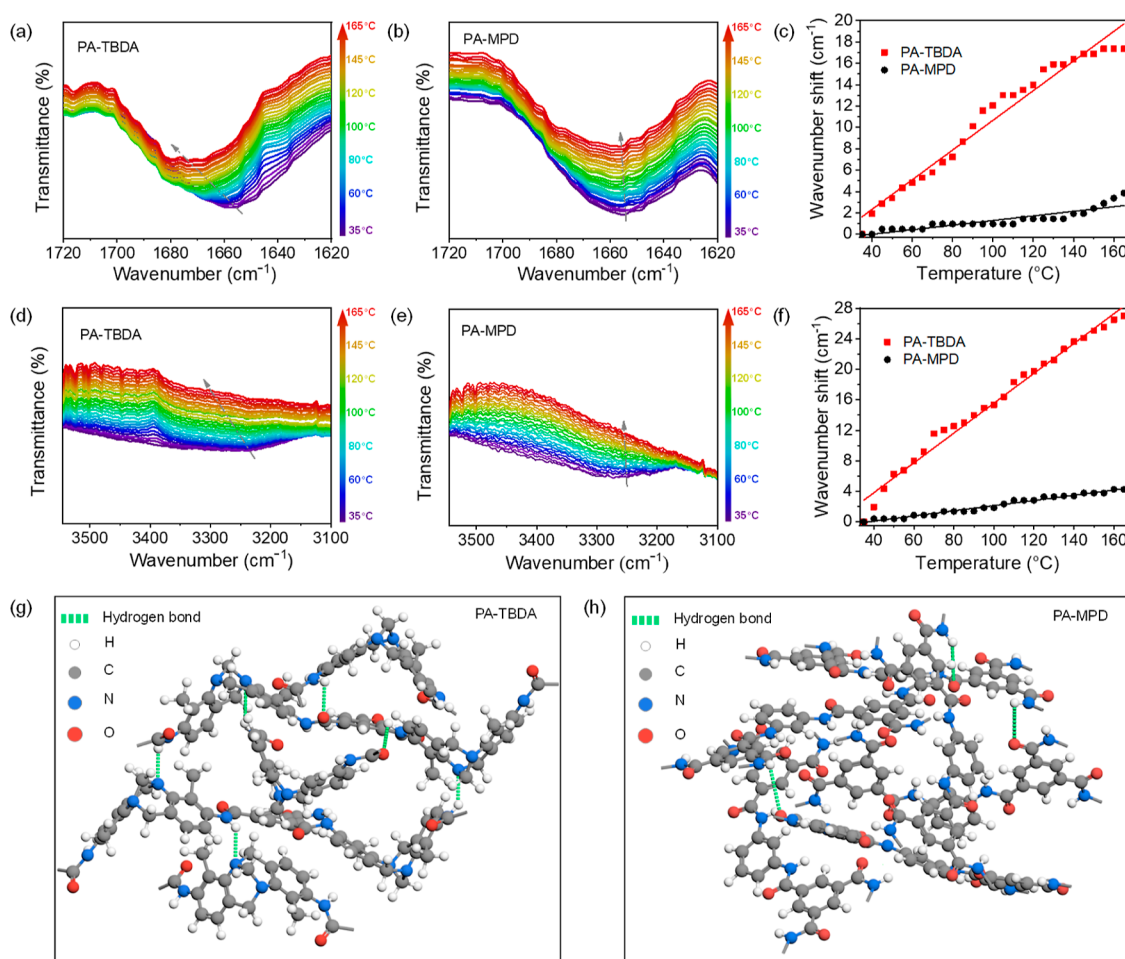 (a)
PA-TBDA
Transmittance (%)
165°C
145°C
120°C
100°C
80°C
60°C
35°C
1720 1700 1680 1660 1640 1620
Wavenumber (cm⁻¹)
(b)
PA-MPD
Transmittance (%)
165°C
145°C
120°C
100°C
80°C
60°C
35°C
1720 1700 1680 1660 1640 1620
Wavenumber (cm⁻¹)
(c)
Wavenumber shift (cm⁻¹)
20
18
16
14
12
10
8
6
4
2
0
PA-TBDA
PA-MPD
40 60 80 100 120 140 160
Temperature (°C)
(d)
PA-TBDA
Transmittance (%)
165°C
145°C
120°C
100°C
80°C
60°C
35°C
3500 3400 3300 3200 3100
Wavenumber (cm⁻¹)
(e)
PA-MPD
Transmittance (%)
165°C
145°C
120°C
100°C
80°C
60°C
35°C
3500 3400 3300 3200 3100
Wavenumber (cm⁻¹)
(f)
Wavenumber shift (cm⁻¹)
28
24
20
16
12
8
4
0
PA-TBDA
PA-MPD
40 60 80 100 120 140 160
Temperature (°C)
(g)
Hydrogen bond
H
C
N
O
PA-TBDA
(h)
Hydrogen bond
H
C
N
O
PA-MPD